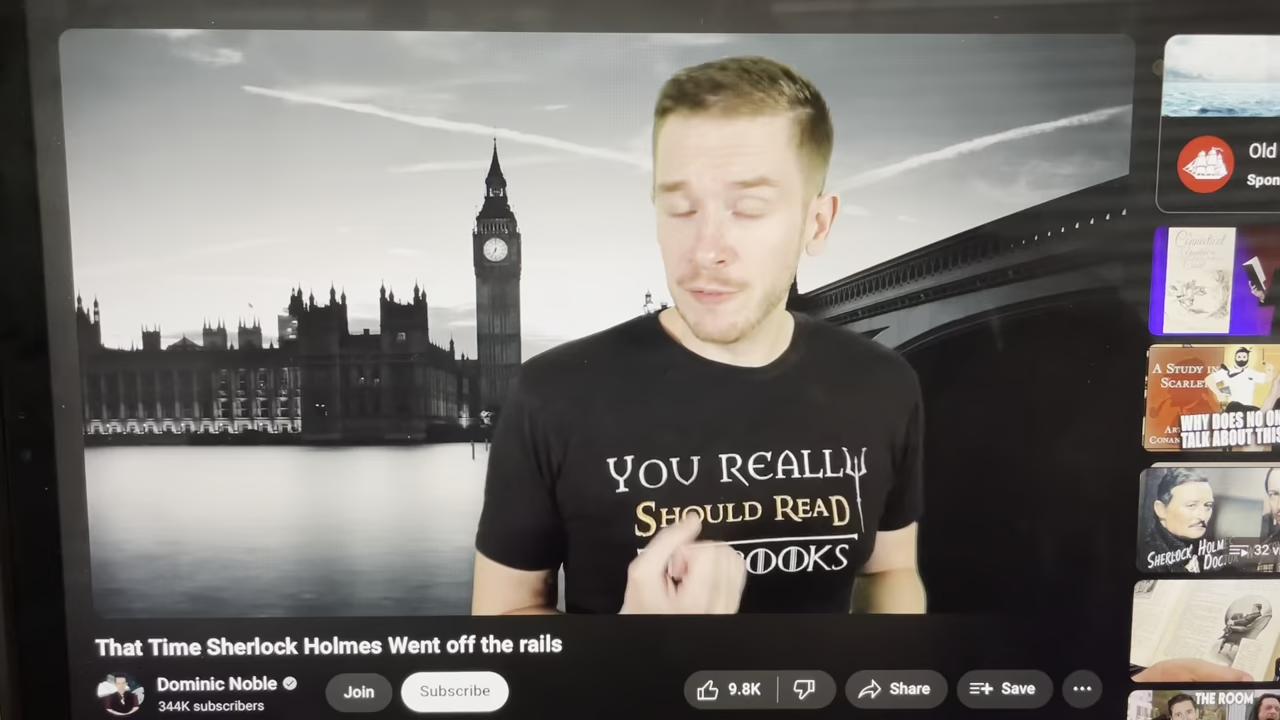 YOU REALLY
SHOULD READ
BOOKS
That Time Sherlock Holmes Went off the rails
Dominic Noble
344K subscribers
Join
Subscribe
9.8K
Share
Save
Old
Spon
A STUDY IN
SCARLET
WHY DOES NO ON
TALK ABOUT THIS
SHERLOCK HOLM
32 v
THE ROOM